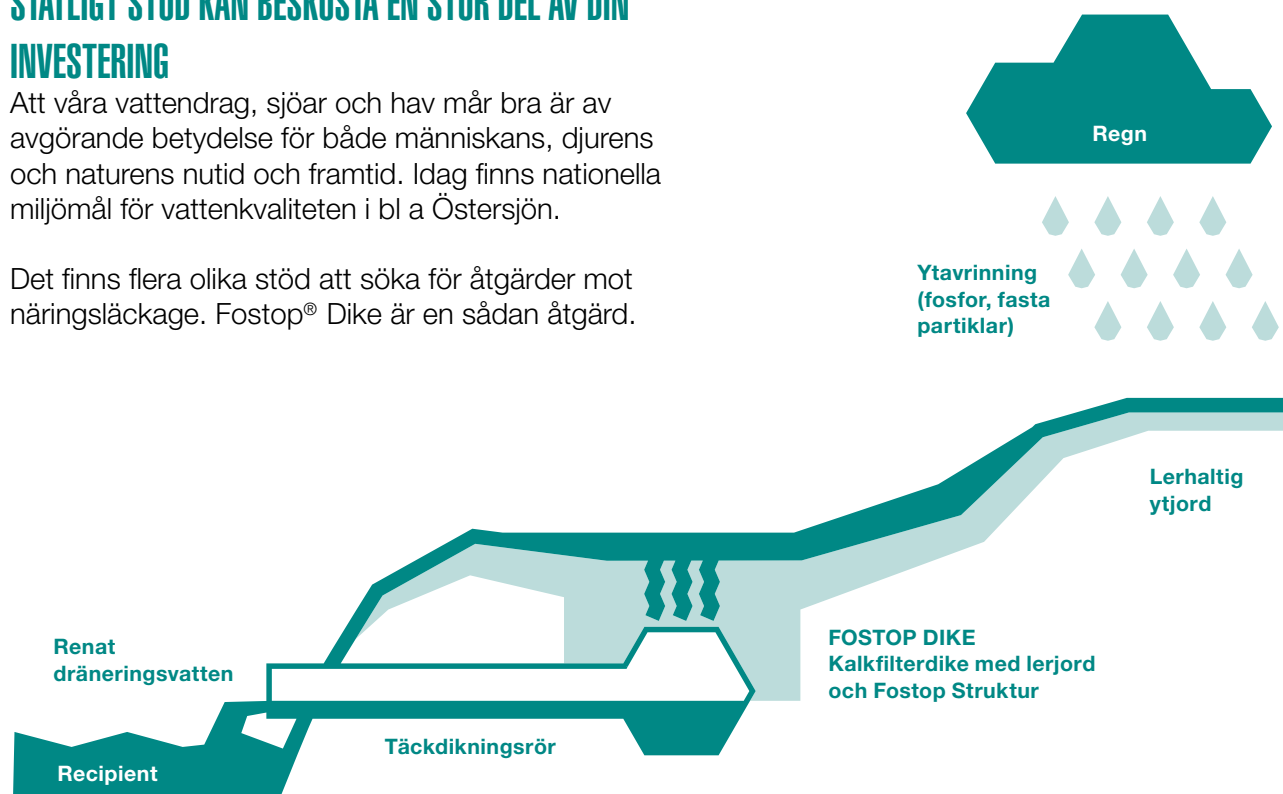 STATLIGT STÖD KAN BESKOSTA EN STOR DEL AV DIN
INVESTERING
Att våra vattendrag, sjöar och hav mår bra är av
avgörande betydelse för både människans, djurens
och naturens nutid och framtid. Idag finns nationella
miljömål för vattenkvaliteten i bl a Östersjön.
Det finns flera olika stöd att söka för åtgärder mot
näringsläckage. Fostop® Dike är en sådan åtgärd.
Regn
Ytavrinning
(fosfor, fasta
partiklar)
Lerhaltig
ytjord
FOSTOP DIKE
Kalkfilterdike med lerjord
och Fostop Struktur
Renat
dräneringsvatten
Täckdikningsrör
Recipient